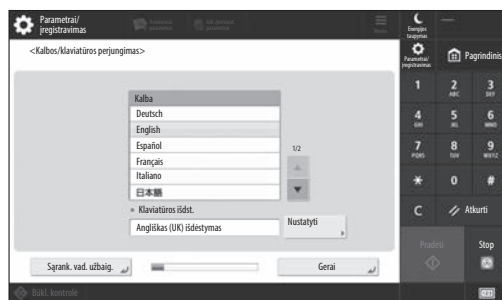 Parametrai/
įregistravimas
<Kalbos/klaviatūros perjungimas>
Kalba
Deutsch
English
Español
Français
Italiano
日本語
1/2
Klaviatūros išdst.
Angliškas (UK) išdėstymas
Nustatyti
Sąrank. vad. užbaig.
Gerai
Būkl. kontrolė
Energijos
taupymas
Parametrai/
įregistravimas
Pagrindinis
1
2
ABC
3
DEF
4
GHI
5
JKL
6
MNO
7
PQRS
8
TUV
9
WXYZ
*
0
#
C
Atkurti
Pradėti
Stop